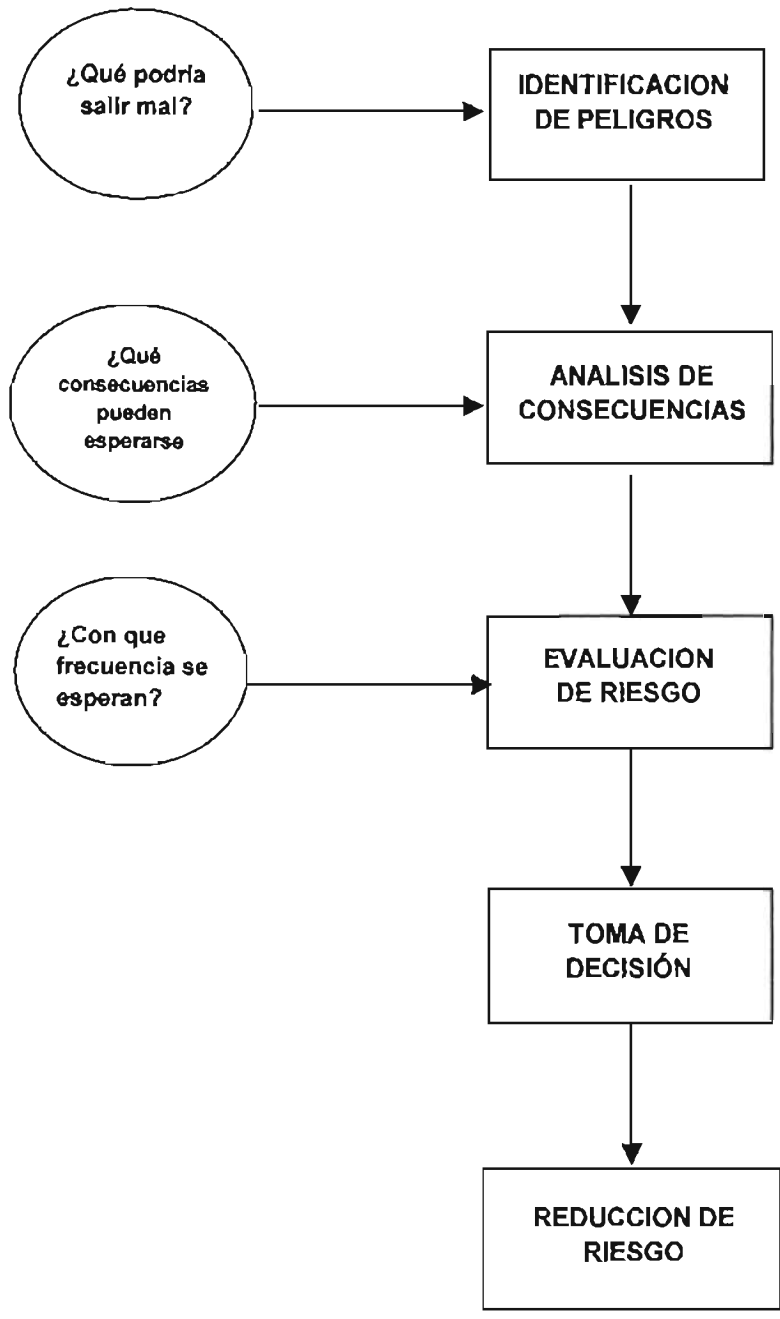 ¿Qué podría
salir mal?
IDENTIFICACION
DE PELIGROS
¿Qué
consecuencias
pueden
esperarse
ANALISIS DE
CONSECUENCIAS
¿Con que
frecuencia se
esperan?
EVALUACION
DE RIESGO
TOMA DE
DECISIÓN
REDUCCION DE
RIESGO